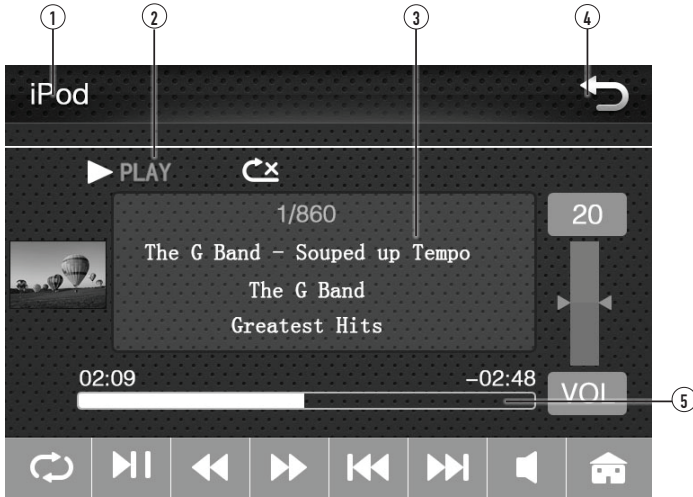 1 2 3 4
iPod
PLAY
1/860
20
The G Band - Souped up Tempo
The G Band
Greatest Hits
02:09 -02:48
VOL
5